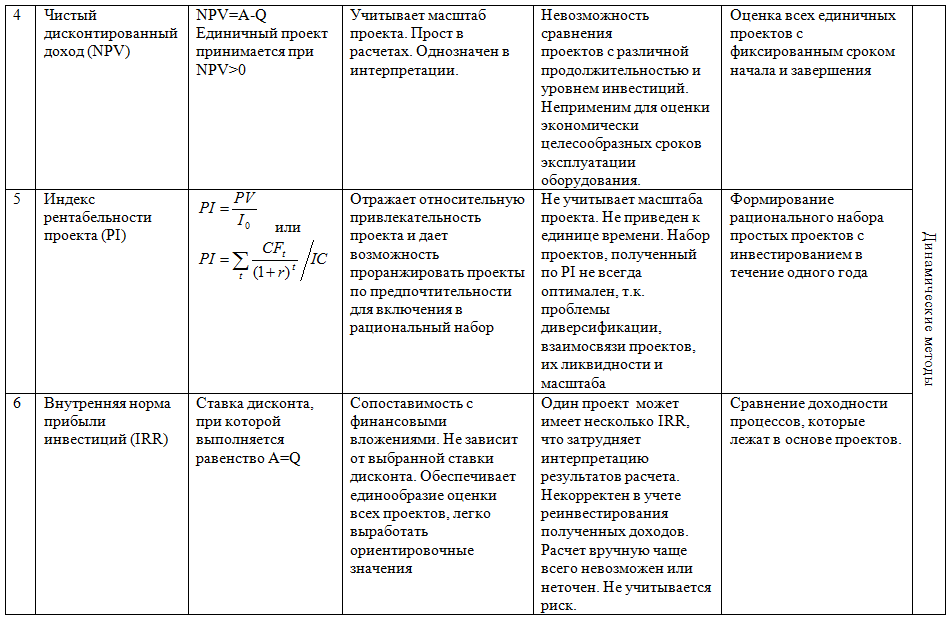 4
Чистый
дисконтированный
доход (NPV)
NPV=A-Q
Единичный проект
принимается при
NPV>0
Учитывает масштаб
проекта. Прост в
расчетах. Однозначен в
интерпретации.
Невозможность
сравнения
проектов с различной
продолжительностью и
уровнем инвестиций.
Неприменим для оценки
экономически
целесообразных сроков
эксплуатации
оборудования.
Оценка всех единичных
проектов с
фиксированным сроком
начала и завершения
5
Индекс
рентабельности
проекта (PI)
PI = PV / I₀ или
PI = ∑ₜ CFₜ / (1+r)ᵗ / IC
Отражает относительную
привлекательность
проекта и дает
возможность
проранжировать проекты
по предпочтительности
для включения в
рациональный набор
Не учитывает масштаба
проекта. Не приведен к
единице времени. Набор
проектов, полученный
по PI не всегда
оптимален, т.к.
проблемы
диверсификации,
взаимосвязи проектов,
их ликвидности и
масштаба
Формирование
рационального набора
простых проектов с
инвестированием в
течение одного года
6
Внутренняя норма
прибыли
инвестиций (IRR)
Ставка дисконта,
при которой
выполняется
равенство A=Q
Сопоставимость с
финансовыми
вложениями. Не зависит
от выбранной ставки
дисконта. Обеспечивает
единообразие оценки
всех проектов, легко
выработать
ориентировочные
значения
Один проект может
имеет несколько IRR,
что затрудняет
интерпретацию
результатов расчета.
Некорректен в учете
реинвестирования
полученных доходов.
Расчет вручную чаще
всего невозможен или
неточен. Не учитывается
риск.
Сравнение доходности
процессов, которые
лежат в основе проектов.
Динамические методы